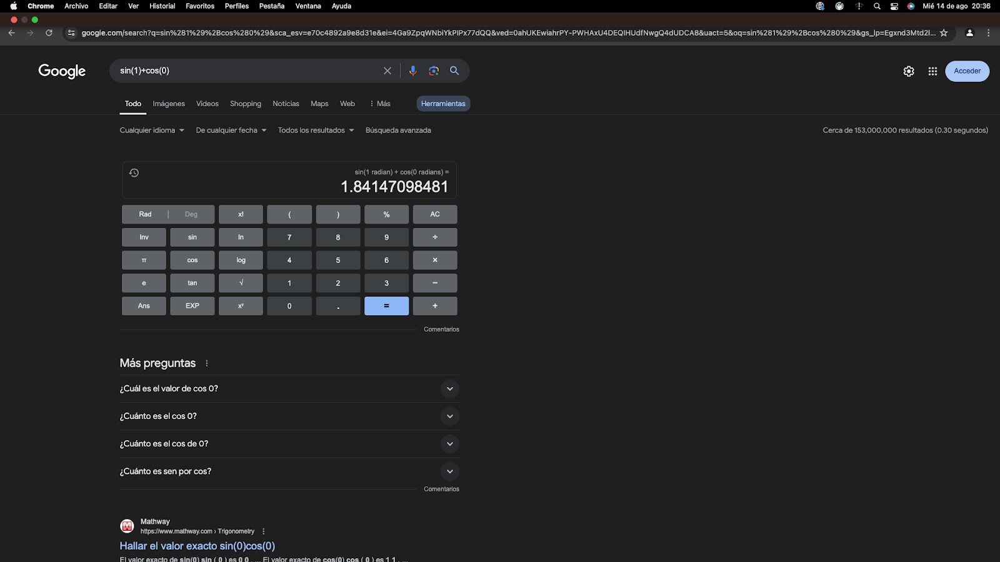 Chrome Archivo Editar Ver Historial Favoritos Perfiles Pestaña Ventana Ayuda Mié 14 de ago 20:36
google.com/search?q=sin%281%29%2Bcos%280%29&sca_esv=e70c4892a9e8d31e&ei=4Ga9ZpqWNbiYkPIPx77dQQ&ved=0ahUKEwiahrPY-PWHAxU4DEQIHUdfNwgQ4dUDCA8&uact=5&oq=sin%281%29%2Bcos%280%29&gs_lp=Egxnd3Mtd2l...
Google sin(1)+cos(0) Acceder
Todo Imágenes Videos Shopping Noticias Maps Web Más Herramientas
Cualquier idioma De cualquier fecha Todos los resultados Búsqueda avanzada Cerca de 153,000,000 resultados (0.30 segundos)
sin(1 radian) + cos(0 radians) =
1.84147098481
Rad | Deg x! ( ) % AC
Inv sin ln 7 8 9 ÷
π cos log 4 5 6 ×
e tan √ 1 2 3 −
Ans EXP xʸ 0 . = +
Comentarios
Más preguntas
¿Cuál es el valor de cos 0?
¿Cuánto es el cos 0?
¿Cuánto es el cos de 0?
¿Cuánto es sen por cos?
Comentarios
Mathway
https://www.mathway.com › Trigonometry
Hallar el valor exacto sin(0)cos(0)
El valor exacto de sin(0) sin ( 0 ) es 0 0 . ... El valor exacto de cos(0) cos ( 0 ) es 1 1 . ...